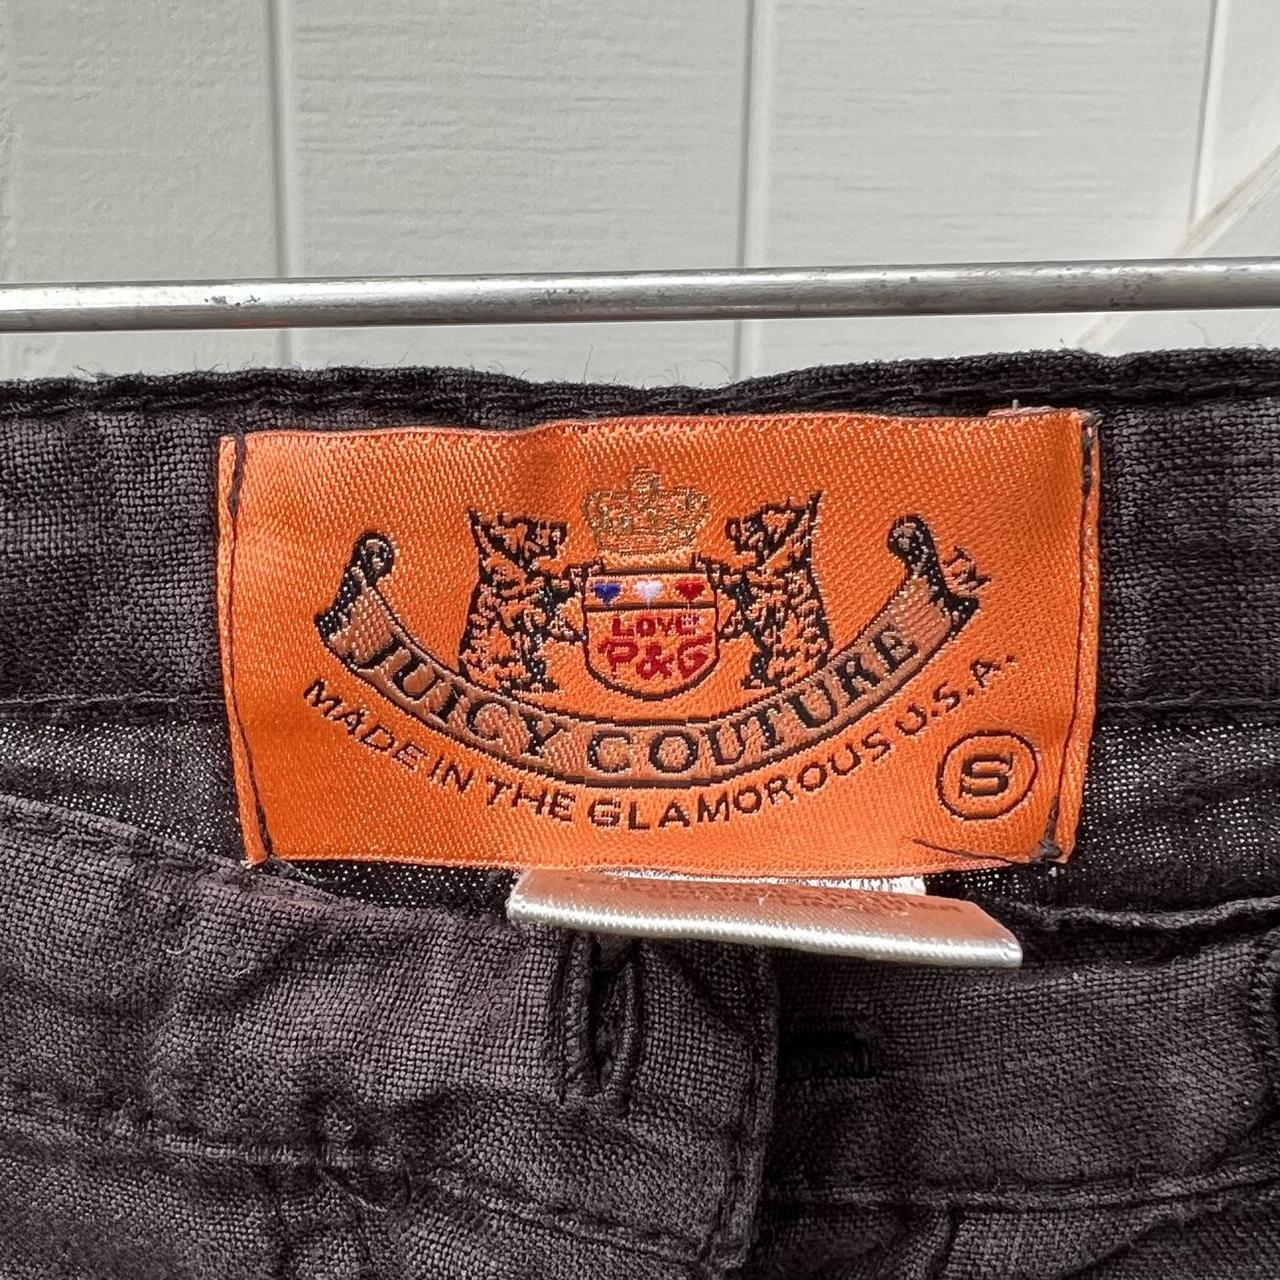 LOVE
P&G
JUICY COUTURE TM
MADE IN THE GLAMOROUS U.S.A.
S